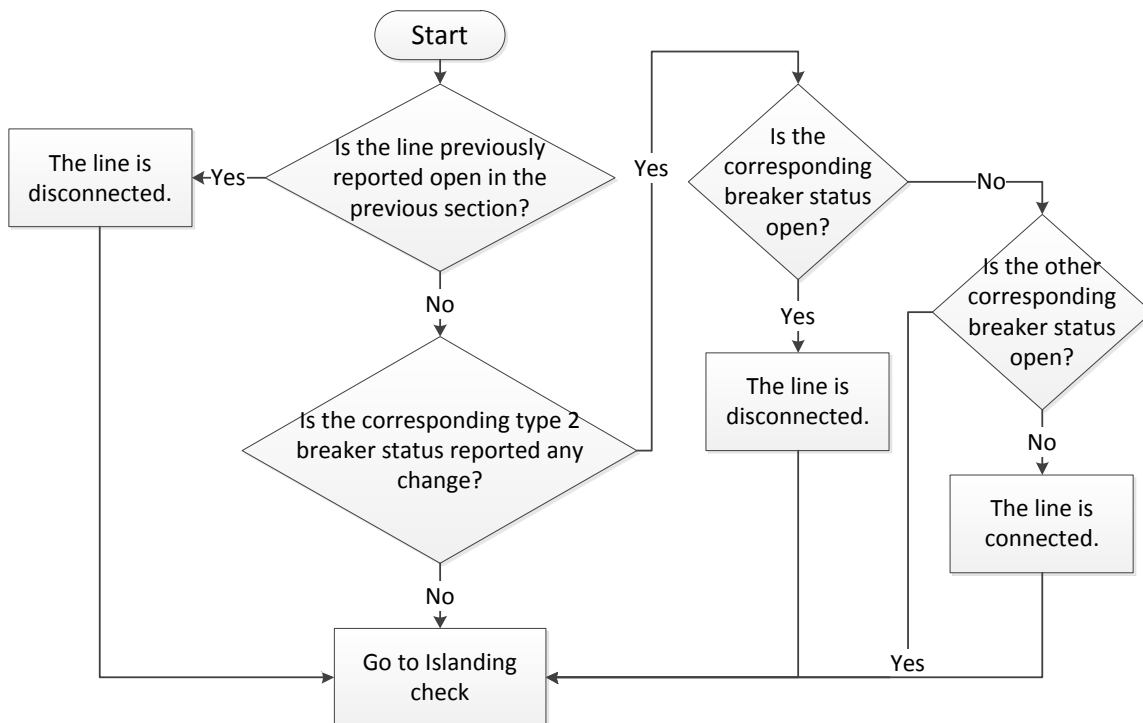 Start
Is the line previously
reported open in the
previous section?
Yes
The line is
disconnected.
No
Is the corresponding type 2
breaker status reported any
change?
Yes
No
Go to Islanding
check
Is the
corresponding
breaker status
open?
Yes
The line is
disconnected.
No
Is the other
corresponding
breaker status
open?
Yes
No
The line is
connected.